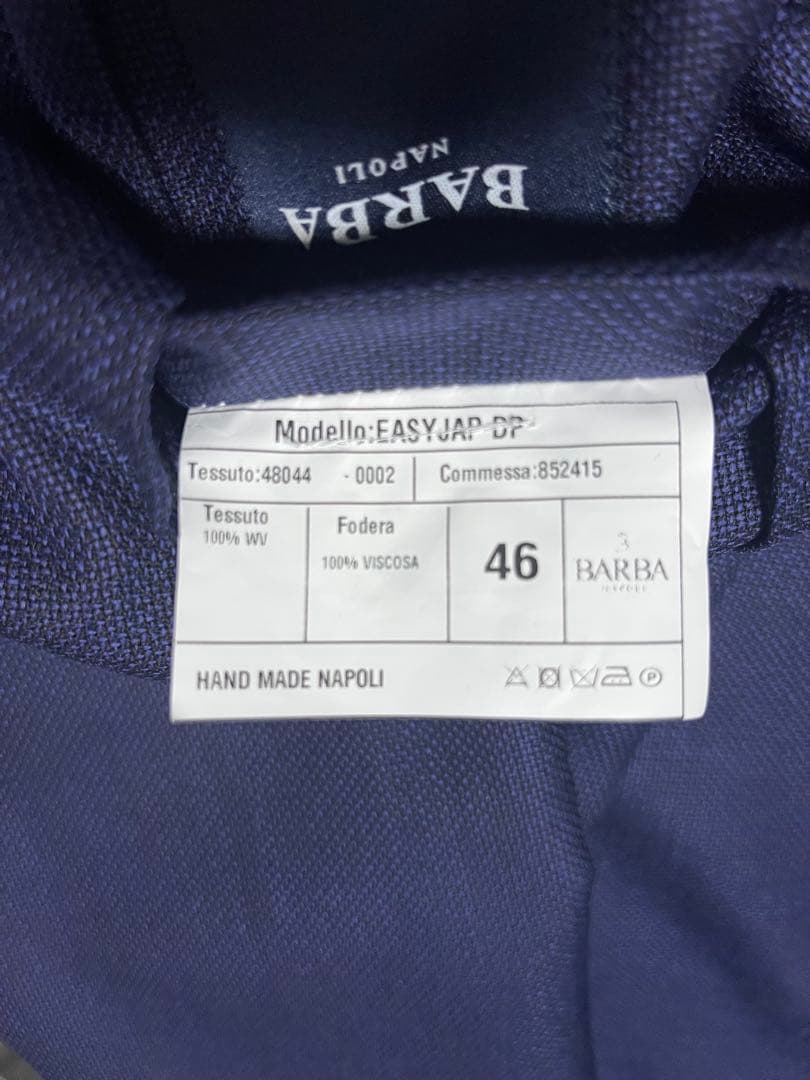 BARBA
NAPOLI
Modello:EASYJAP DP
Tessuto:48044 - 0002
Commessa:852415
Tessuto
100% WV
Fodera
100% VISCOSA
46
BARBA
NAPOLI
HAND MADE NAPOLI
P